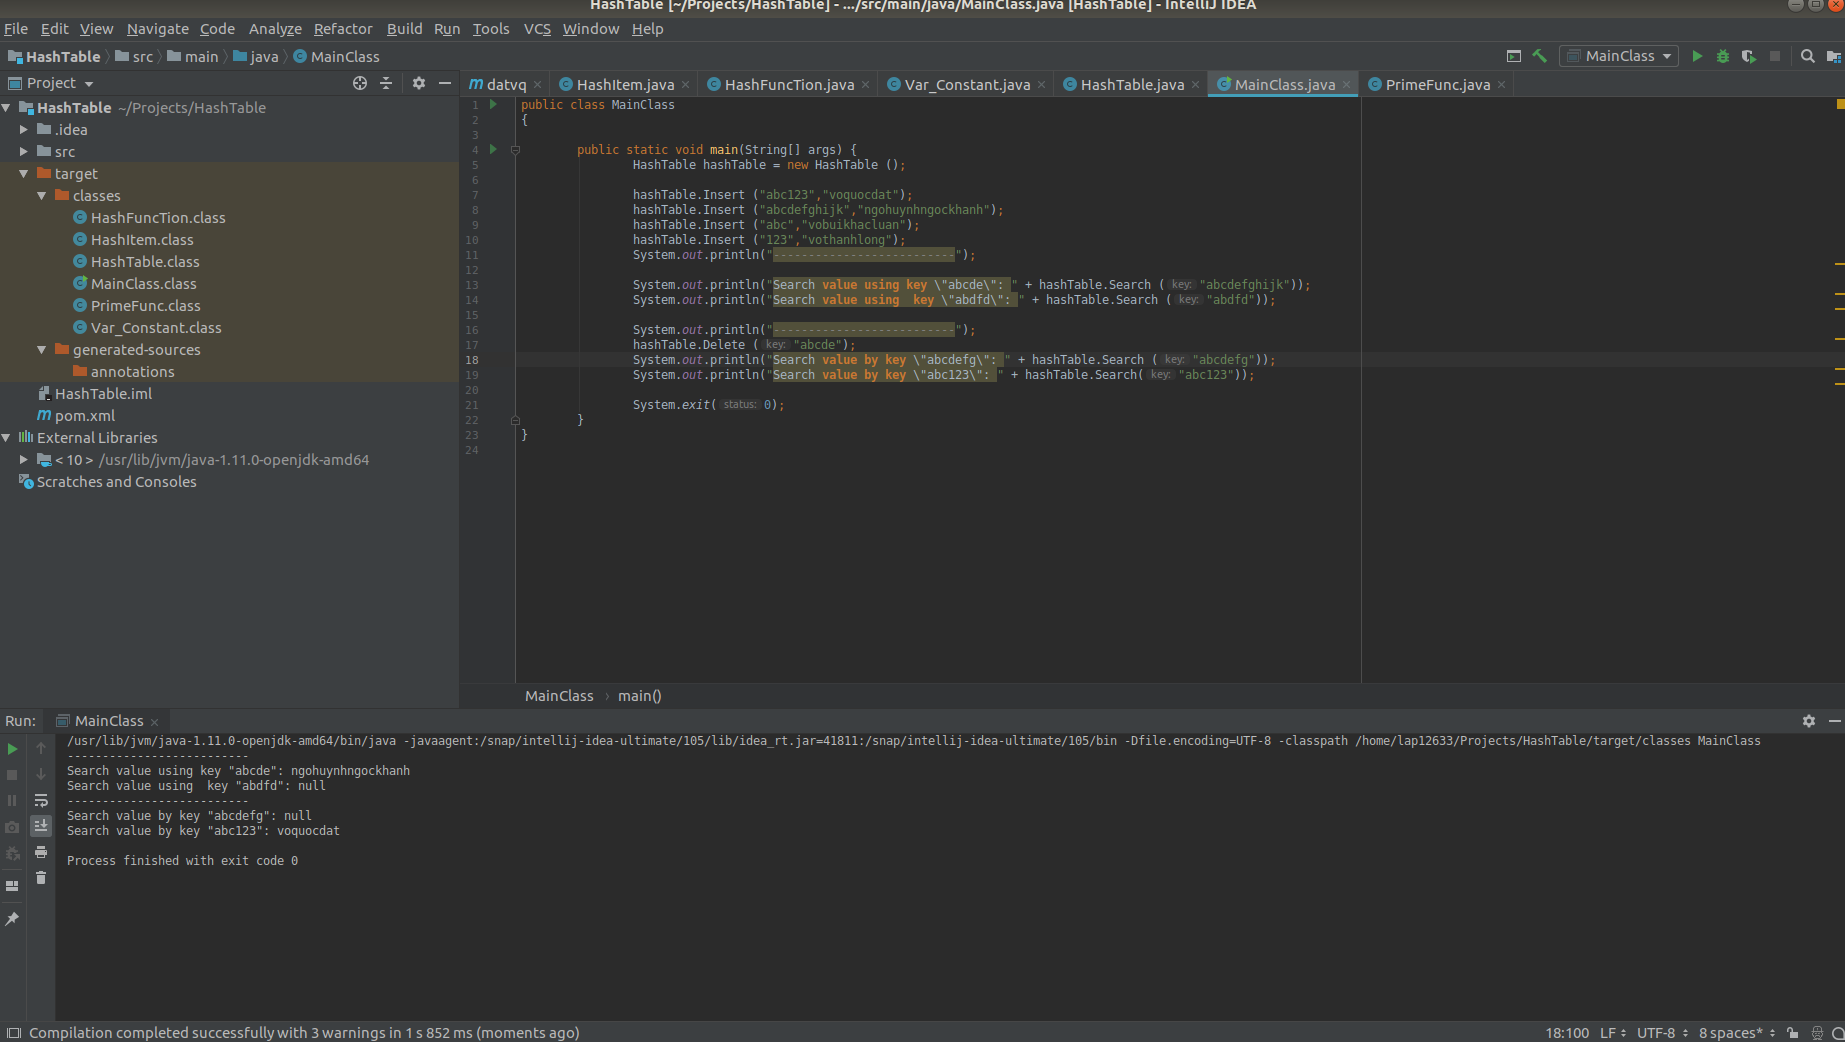 HashTable [~/Projects/HashTable] - .../src/main/java/MainClass.java [HashTable] - IntelliJ IDEA
File Edit View Navigate Code Analyze Refactor Build Run Tools VCS Window Help
HashTable src main java MainClass
MainClass
Project
datvq HashItem.java HashFuncTion.java Var_Constant.java HashTable.java MainClass.java PrimeFunc.java
HashTable ~/Projects/HashTable
.idea
src
target
classes
HashFuncTion.class
HashItem.class
HashTable.class
MainClass.class
PrimeFunc.class
Var_Constant.class
generated-sources
annotations
HashTable.iml
pom.xml
External Libraries
< 10 > /usr/lib/jvm/java-1.11.0-openjdk-amd64
Scratches and Consoles
1 public class MainClass
2 {
3
4 public static void main(String[] args) {
5 HashTable hashTable = new HashTable ();
6
7 hashTable.Insert ("abc123","voquocdat");
8 hashTable.Insert ("abcdefghijk","ngohuynhngockhanh");
9 hashTable.Insert ("abc","vobuikhacluan");
10 hashTable.Insert ("123","vothanhlong");
11 System.out.println("--------------------------");
12
13 System.out.println("Search value using key \"abcde\": " + hashTable.Search ( key: "abcdefghijk"));
14 System.out.println("Search value using  key \"abdfd\": " + hashTable.Search ( key: "abdfd"));
15
16 System.out.println("--------------------------");
17 hashTable.Delete ( key: "abcde");
18 System.out.println("Search value by key \"abcdefg\": " + hashTable.Search ( key: "abcdefg"));
19 System.out.println("Search value by key \"abc123\": " + hashTable.Search( key: "abc123"));
20
21 System.exit( status: 0);
22 }
23 }
24
MainClass main()
Run: MainClass
/usr/lib/jvm/java-1.11.0-openjdk-amd64/bin/java -javaagent:/snap/intellij-idea-ultimate/105/lib/idea_rt.jar=41811:/snap/intellij-idea-ultimate/105/bin -Dfile.encoding=UTF-8 -classpath /home/lap12633/Projects/HashTable/target/classes MainClass
--------------------------
Search value using key "abcde": ngohuynhngockhanh
Search value using  key "abdfd": null
--------------------------
Search value by key "abcdefg": null
Search value by key "abc123": voquocdat
Process finished with exit code 0
Compilation completed successfully with 3 warnings in 1 s 852 ms (moments ago)
18:100 LF UTF-8 8 spaces*